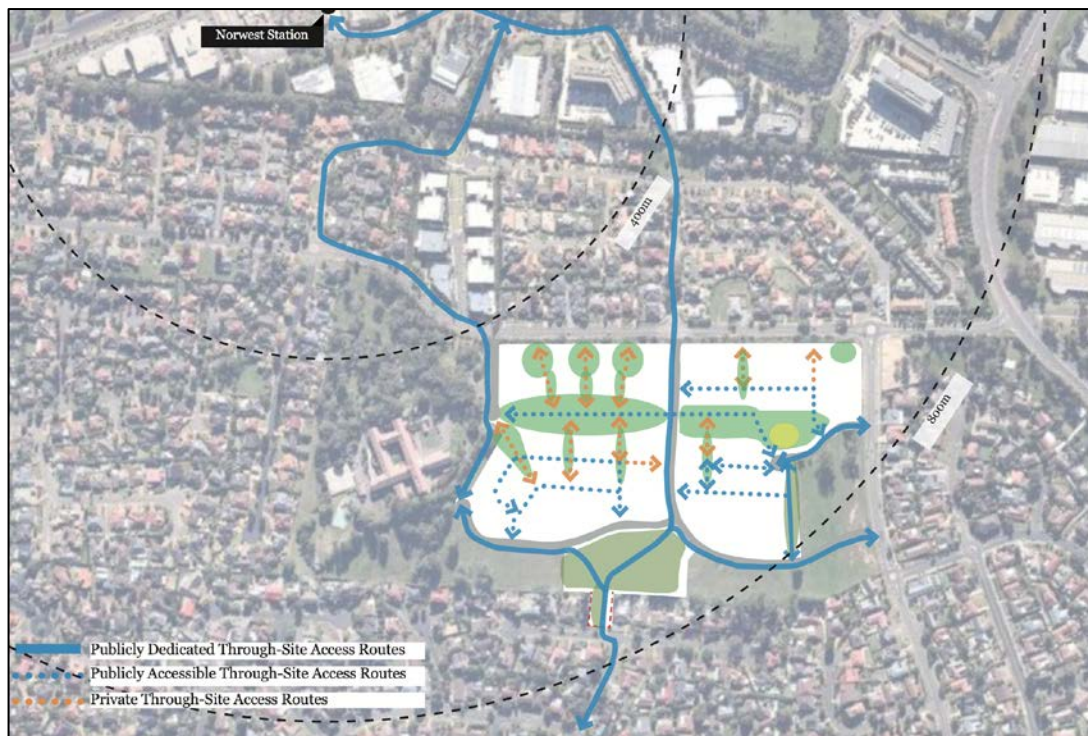 Norwest Station
400m
800m
Publicly Dedicated Through-Site Access Routes
Publicly Accessible Through-Site Access Routes
Private Through-Site Access Routes